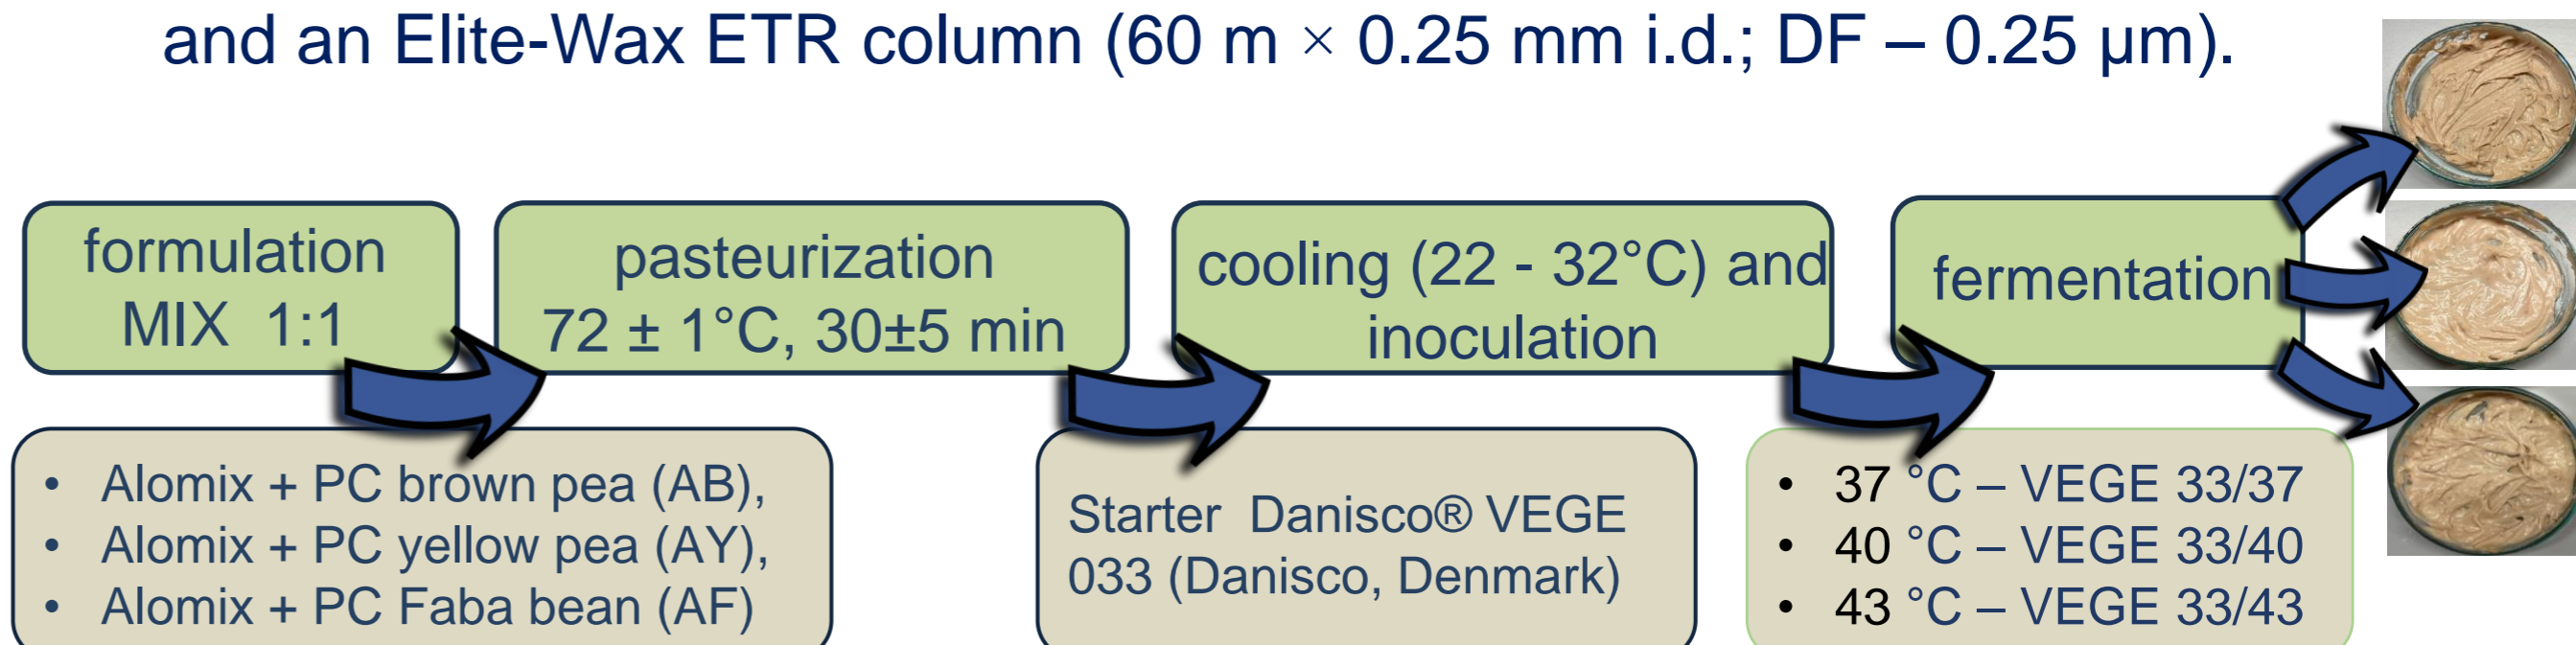 and an Elite-Wax ETR column (60 m × 0.25 mm i.d.; DF – 0.25 µm).
formulation
MIX 1:1
pasteurization
72 ± 1°C, 30±5 min
cooling (22 - 32°C) and
inoculation
fermentation
• Alomix + PC brown pea (AB),
• Alomix + PC yellow pea (AY),
• Alomix + PC Faba bean (AF)
Starter Danisco® VEGE
033 (Danisco, Denmark)
• 37 °C – VEGE 33/37
• 40 °C – VEGE 33/40
• 43 °C – VEGE 33/43